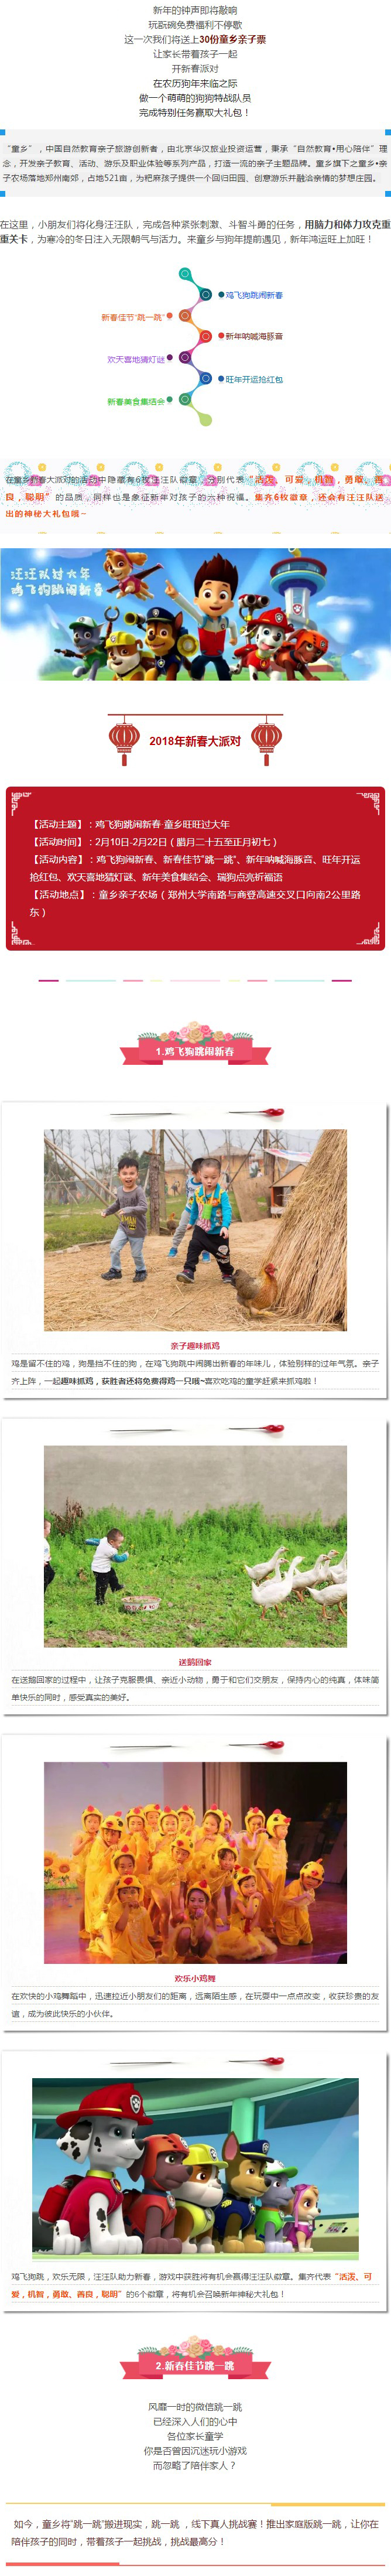 新年的钟声即将敲响
玩翫碗免费福利不停歇
这一次我们将送上30份童乡亲子票
让家长带着孩子一起
开新春派对
在农历狗年来临之际
做一个萌萌的狗狗特战队员
完成特别任务赢取大礼包！
“童乡”，中国自然教育亲子旅游创新者，由北京华汉旅业投资运营，秉承“自然教育•用心陪伴”理
念，开发亲子教育、活动、游乐及职业体验等系列产品，打造一流的亲子主题品牌。童乡旗下之童乡•亲
子农场落地郑州南郊，占地521亩，为粑麻孩子提供一个回归田园、创意游乐并融洽亲情的梦想庄园。
在这里，小朋友们将化身汪汪队，完成各种紧张刺激、斗智斗勇的任务，用脑力和体力攻克重
重关卡，为寒冷的冬日注入无限朝气与活力。来童乡与狗年提前遇见，新年鸿运旺上加旺！
鸡飞狗跳闹新春
新春佳节“跳一跳”
新年呐喊海豚音
欢天喜地猜灯谜
旺年开运抢红包
新春美食集结会
在童乡新春大派对的活动中隐藏有6枚汪汪队徽章，分别代表“活泼、可爱，机智，勇敢、善
良，聪明”的品质，同样也是象征新年对孩子的六种祝福。集齐6枚徽章，还会有汪汪队送
出的神秘大礼包哦~
汪汪队过大年
鸡飞狗跳闹新春
2018年新春大派对
【活动主题】：鸡飞狗跳闹新春·童乡旺旺过大年
【活动时间】：2月10日-2月22日（腊月二十五至正月初七）
【活动内容】：鸡飞狗闹新春、新春佳节“跳一跳”、新年呐喊海豚音、旺年开运
抢红包、欢天喜地猜灯谜、新年美食集结会、瑞狗点亮祈福语
【活动地点】：童乡亲子农场（郑州大学南路与商登高速交叉口向南2公里路
东）
1.鸡飞狗跳闹新春
亲子趣味抓鸡
鸡是留不住的鸡，狗是挡不住的狗，在鸡飞狗跳中闹腾出新春的年味儿，体验别样的过年气氛。亲子
齐上阵，一起趣味抓鸡，获胜者还将免费得鸡一只哦~喜欢吃鸡的童学赶紧来抓鸡啦！
送鹅回家
在送鹅回家的过程中，让孩子克服畏惧、亲近小动物，勇于和它们交朋友，保持内心的纯真，体味简
单快乐的同时，感受真实的美好。
欢乐小鸡舞
在欢快的小鸡舞蹈中，迅速拉近小朋友们的距离，远离陌生感，在玩耍中一点点改变，收获珍贵的友
谊，成为彼此快乐的小伙伴。
鸡飞狗跳，欢乐无限，汪汪队助力新春，游戏中获胜将有机会赢得汪汪队徽章。集齐代表“活泼、可
爱，机智，勇敢、善良，聪明”的6个徽章，将有机会召唤新年神秘大礼包！
2.新春佳节跳一跳
风靡一时的微信跳一跳
已经深入人们的心中
各位家长童学
你是否曾因沉迷玩小游戏
而忽略了陪伴家人？
如今，童乡将“跳一跳”搬进现实，跳一跳 ，线下真人挑战赛！推出家庭版跳一跳，让你在
陪伴孩子的同时，带着孩子一起挑战，挑战最高分！